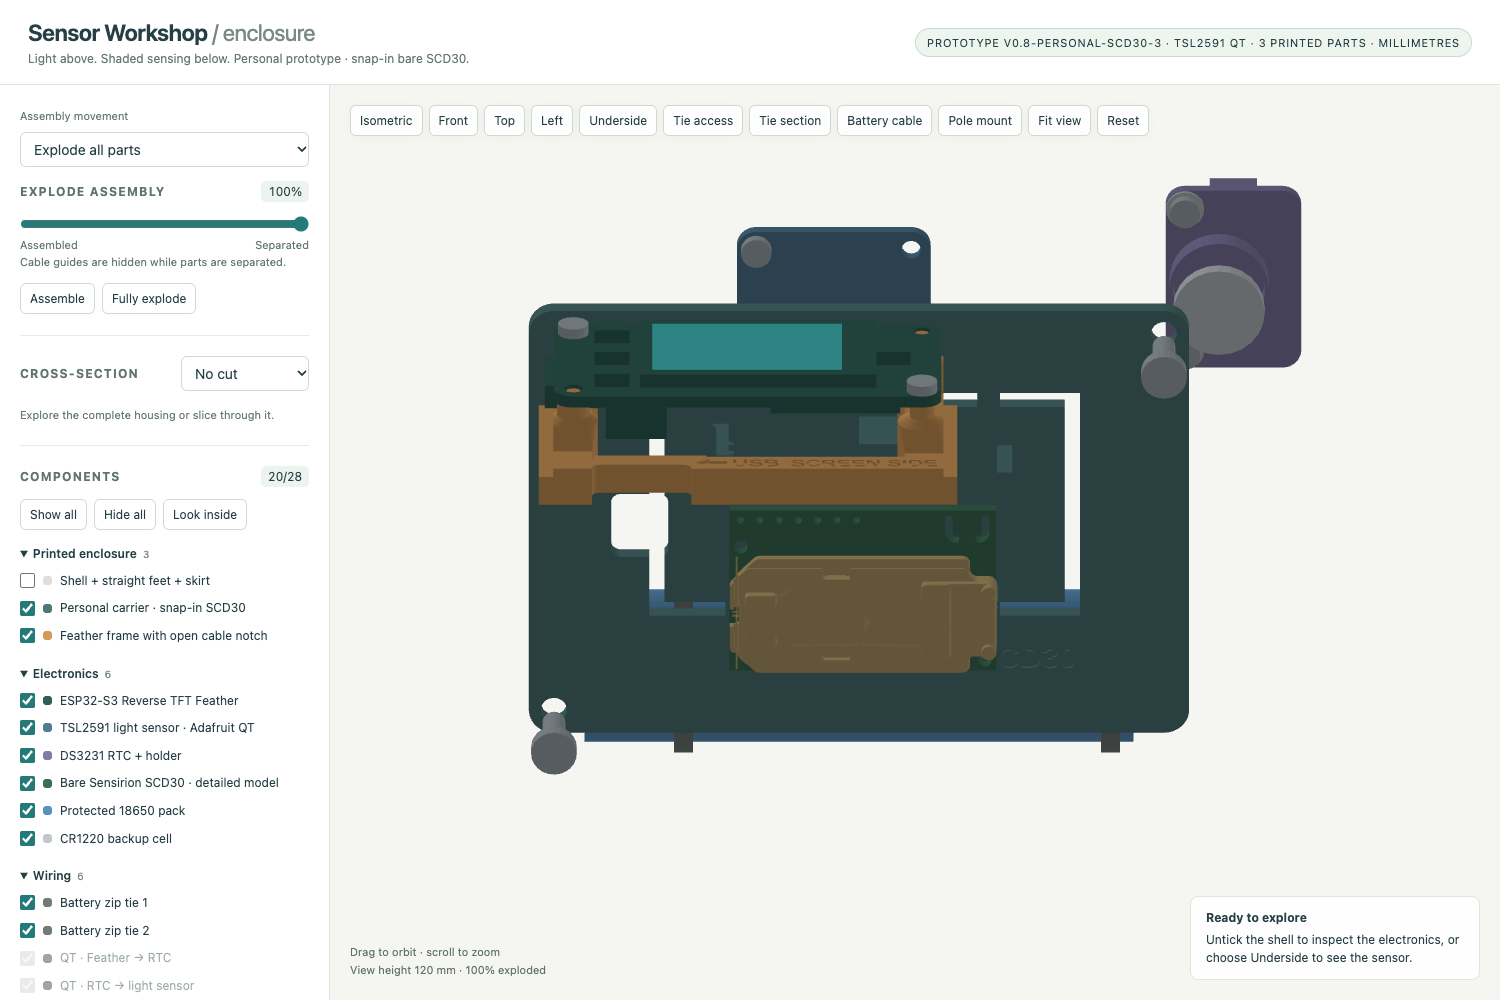 Sensor Workshop / enclosure
Light above. Shaded sensing below. Personal prototype · snap-in bare SCD30.
PROTOTYPE V0.8-PERSONAL-SCD30-3 · TSL2591 QT · 3 PRINTED PARTS · MILLIMETRES
Assembly movement
Explode all parts
EXPLODE ASSEMBLY 100%
Assembled Separated
Cable guides are hidden while parts are separated.
Assemble Fully explode
CROSS-SECTION No cut
Explore the complete housing or slice through it.
COMPONENTS 20/28
Show all Hide all Look inside
Printed enclosure 3
Shell + straight feet + skirt
Personal carrier · snap-in SCD30
Feather frame with open cable notch
Electronics 6
ESP32-S3 Reverse TFT Feather
TSL2591 light sensor · Adafruit QT
DS3231 RTC + holder
Bare Sensirion SCD30 · detailed model
Protected 18650 pack
CR1220 backup cell
Wiring 6
Battery zip tie 1
Battery zip tie 2
QT · Feather → RTC
QT · RTC → light sensor
Isometric Front Top Left Underside Tie access Tie section Battery cable Pole mount Fit view Reset
USB SCREEN SIDE
SCD30
Drag to orbit · scroll to zoom
View height 120 mm · 100% exploded
Ready to explore
Untick the shell to inspect the electronics, or
choose Underside to see the sensor.